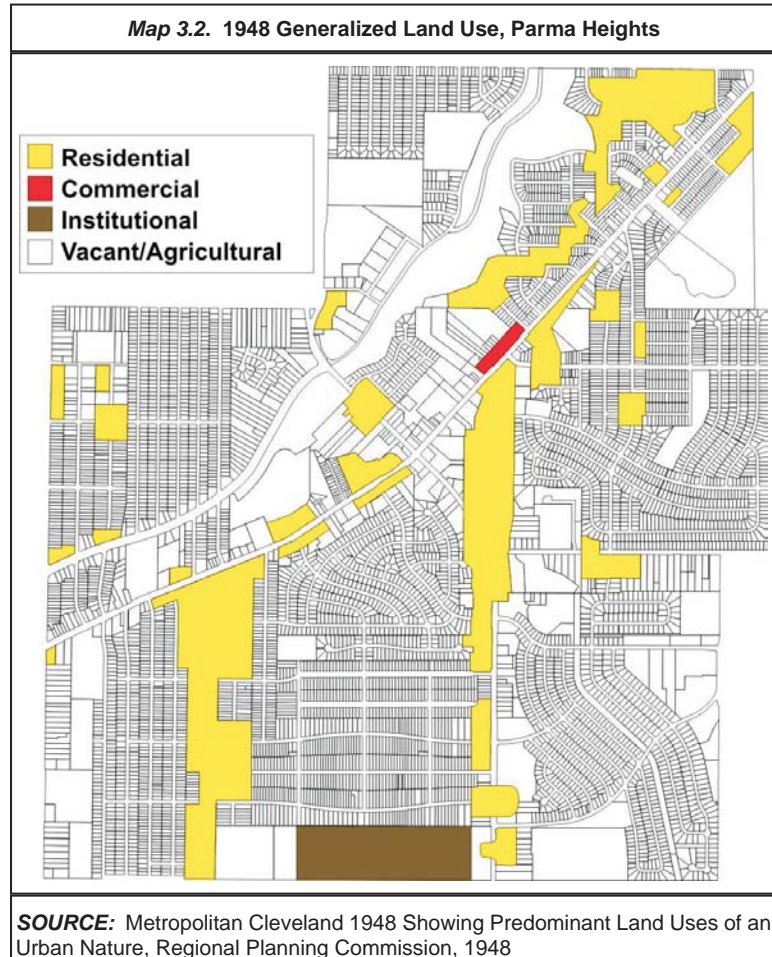 Map 3.2. 1948 Generalized Land Use, Parma Heights
Residential
Commercial
Institutional
Vacant/Agricultural
SOURCE: Metropolitan Cleveland 1948 Showing Predominant Land Uses of an
Urban Nature, Regional Planning Commission, 1948